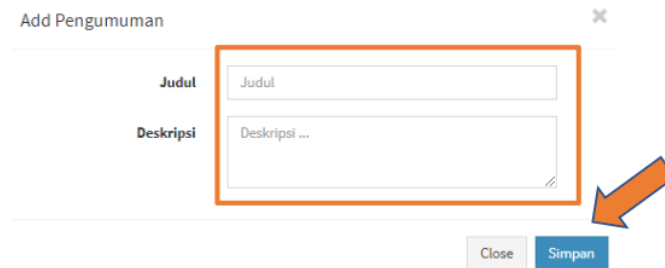 Add Pengumuman
Judul
Judul
Deskripsi
Deskripsi ...
Close
Simpan